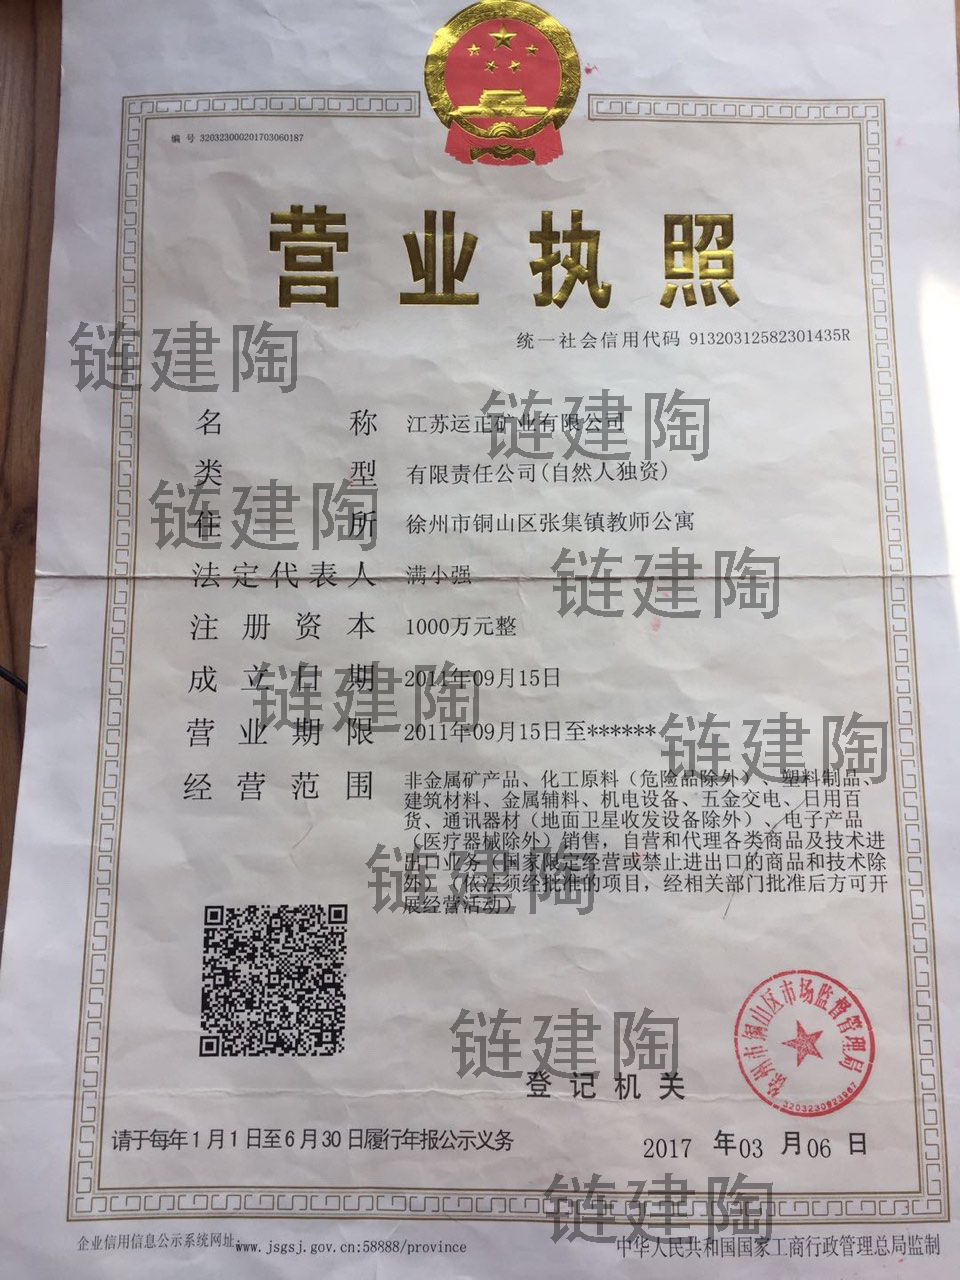 编 号 320323000201703060187
营业执照
统一社会信用代码 91320312582301435R
名称 江苏运正矿业有限公司
类型 有限责任公司(自然人独资)
住所 徐州市铜山区张集镇教师公寓
法定代表人 满小强
注册资本 1000万元整
成立日期 2011年09月15日
营业期限 2011年09月15日至******
经营范围 非金属矿产品、化工原料（危险品除外）、塑料制品、
建筑材料、金属辅料、机电设备、五金交电、日用百
货、通讯器材（地面卫星收发设备除外）、电子产品
（医疗器械除外）销售，自营和代理各类商品及技术进
出口业务（国家限定经营或禁止进出口的商品和技术除
外）（依法须经批准的项目，经相关部门批准后方可开
展经营活动）
徐州市铜山区市场监督管理局
登记机关
请于每年1月1日至6月30日履行年报公示义务
2017 年03 月06 日
企业信用信息公示系统网址:www.jsgsj.gov.cn:58888/province
中华人民共和国国家工商行政管理总局监制
链建陶
链建陶
链建陶
链建陶
链建陶
链建陶
链建陶
链建陶
链建陶